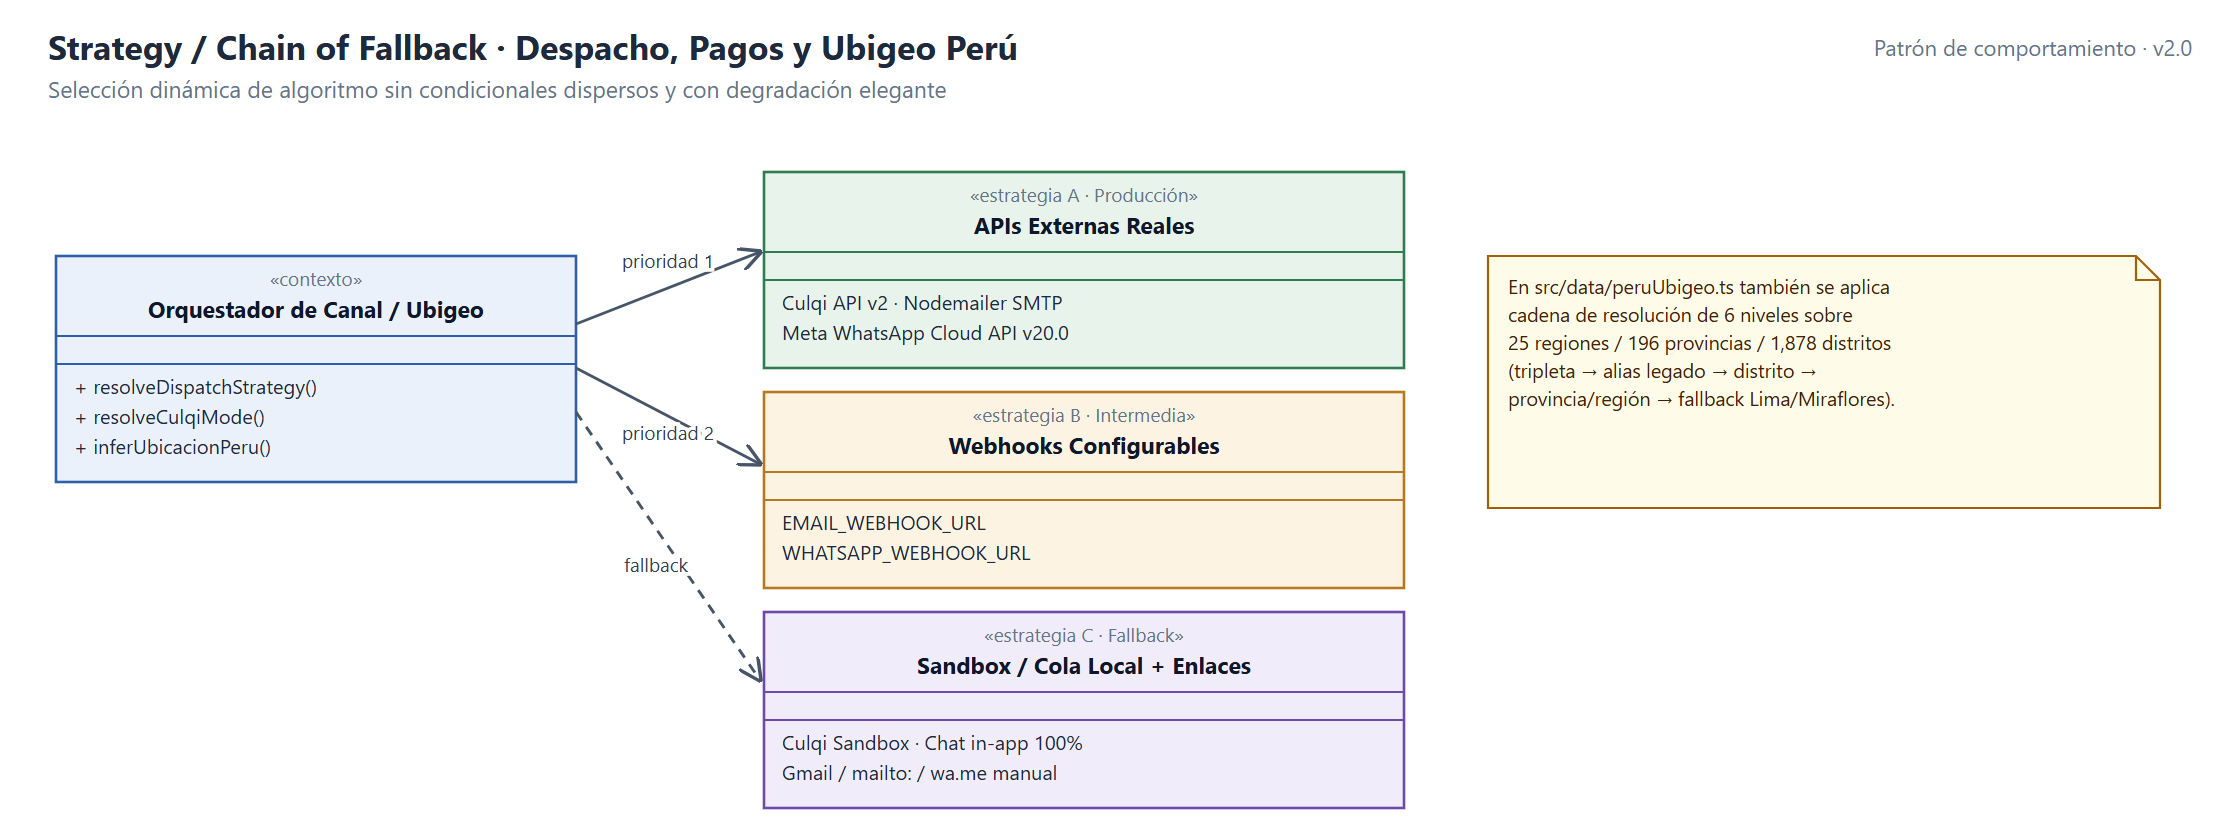 Strategy / Chain of Fallback · Despacho, Pagos y Ubigeo Perú
Patrón de comportamiento · v2.0
Selección dinámica de algoritmo sin condicionales dispersos y con degradación elegante
«contexto»
Orquestador de Canal / Ubigeo
+ resolveDispatchStrategy()
+ resolveCulqiMode()
+ inferUbicacionPeru()
prioridad 1
prioridad 2
fallback
«estrategia A · Producción»
APIs Externas Reales
Culqi API v2 · Nodemailer SMTP
Meta WhatsApp Cloud API v20.0
«estrategia B · Intermedia»
Webhooks Configurables
EMAIL_WEBHOOK_URL
WHATSAPP_WEBHOOK_URL
«estrategia C · Fallback»
Sandbox / Cola Local + Enlaces
Culqi Sandbox · Chat in-app 100%
Gmail / mailto: / wa.me manual
En src/data/peruUbigeo.ts también se aplica
cadena de resolución de 6 niveles sobre
25 regiones / 196 provincias / 1,878 distritos
(tripleta → alias legado → distrito →
provincia/región → fallback Lima/Miraflores).